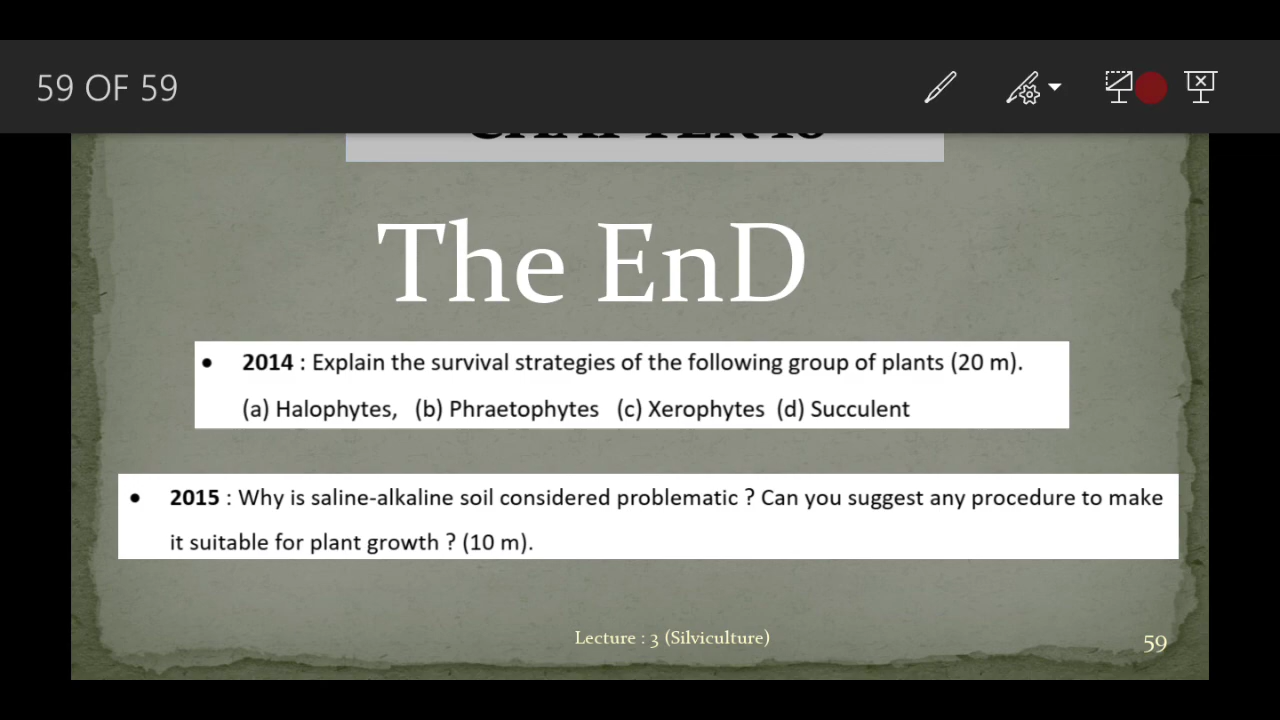 59 OF 59
The EnD
• 2014 : Explain the survival strategies of the following group of plants (20 m).
(a) Halophytes, (b) Phraetophytes (c) Xerophytes (d) Succulent
• 2015 : Why is saline-alkaline soil considered problematic ? Can you suggest any procedure to make
it suitable for plant growth ? (10 m).
Lecture : 3 (Silviculture)
59